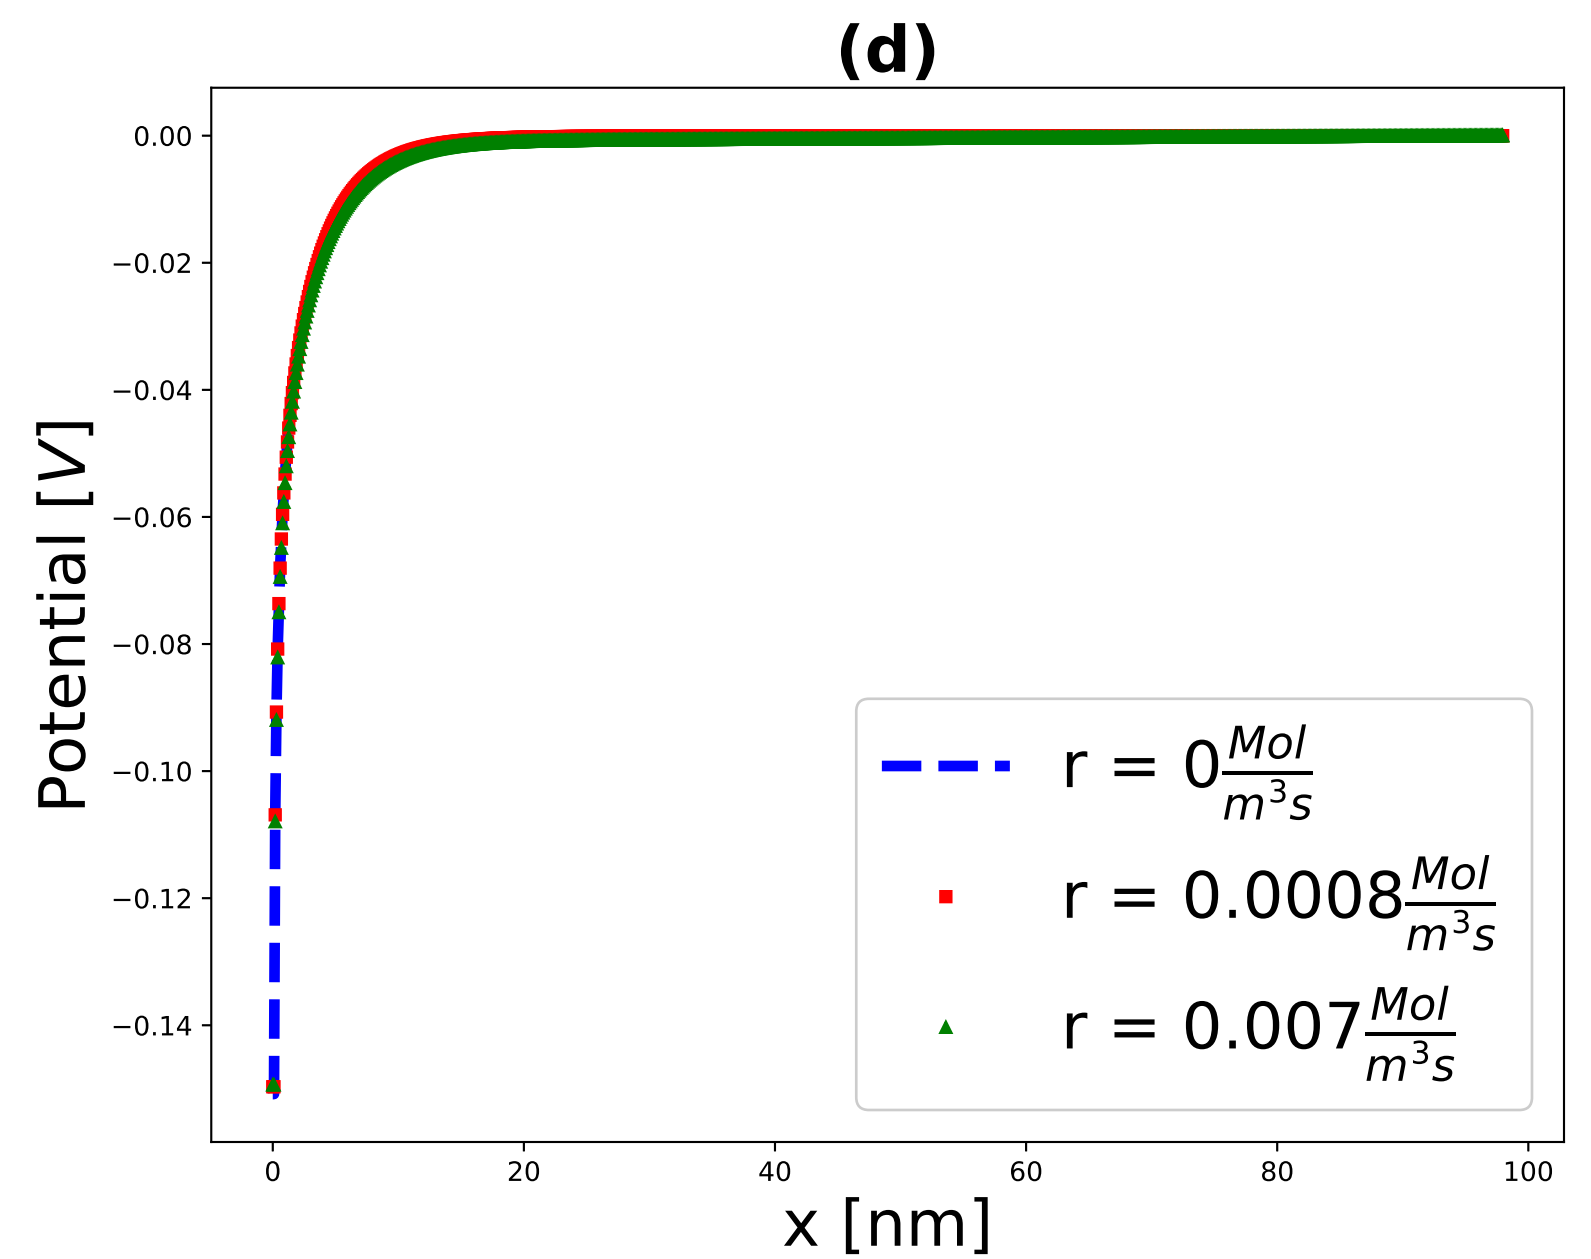 (d)
Potential [V]
0.00
−0.02
−0.04
−0.06
−0.08
−0.10
−0.12
−0.14
r = 0 Mol/m³s
r = 0.0008 Mol/m³s
r = 0.007 Mol/m³s
0 20 40 60 80 100
x [nm]